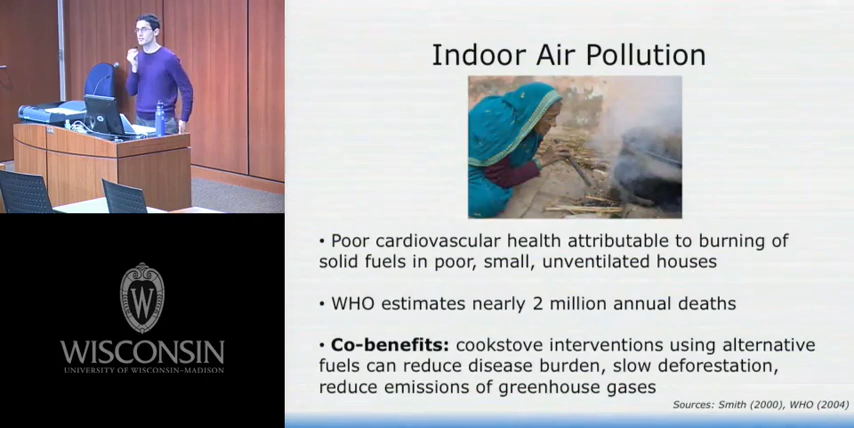 Indoor Air Pollution
• Poor cardiovascular health attributable to burning of
solid fuels in poor, small, unventilated houses
• WHO estimates nearly 2 million annual deaths
• Co-benefits: cookstove interventions using alternative
fuels can reduce disease burden, slow deforestation,
reduce emissions of greenhouse gases
Sources: Smith (2000), WHO (2004)
W
WISCONSIN
UNIVERSITY OF WISCONSIN–MADISON